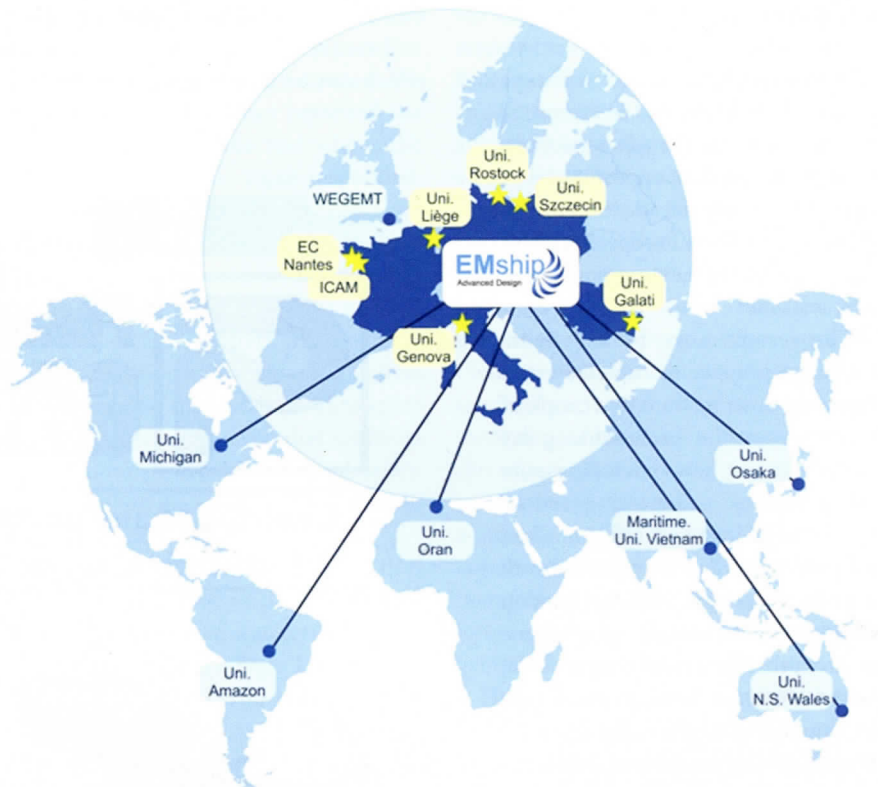 Uni.
Rostock
Uni.
Szczecin
WEGEMT
Uni.
Liège
EC
Nantes
ICAM
EMship
Advanced Design
Uni.
Galati
Uni.
Genova
Uni.
Michigan
Uni.
Osaka
Uni.
Oran
Maritime.
Uni. Vietnam
Uni.
Amazon
Uni.
N.S. Wales